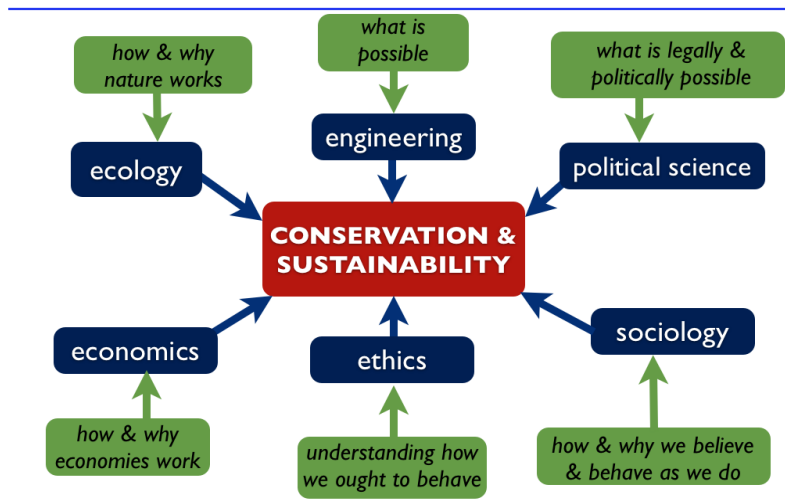 how & why
nature works
what is
possible
what is legally &
politically possible
ecology
engineering
political science
CONSERVATION &
SUSTAINABILITY
economics
ethics
sociology
how & why
economies work
understanding how
we ought to behave
how & why we believe
& behave as we do